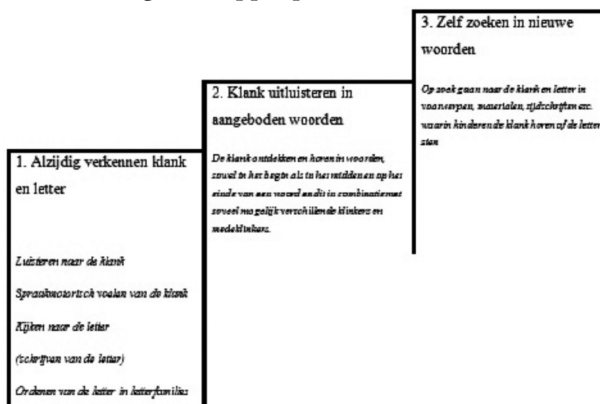 3. Zelf zoeken in nieuwe
woorden
Op zoek gaan naar de klank en letter in
voorwerpen, materialen, tijdschriften etc.
waarin kinderen de klank horen of de letter
zien
2. Klank uitluisteren in
aangeboden woorden
De klank ontdekken en horen in woorden,
zowel in het begin als in het midden en op het
einde van een woord en dit in combinatie met
zoveel mogelijk verschillende klinkers en
medeklinkers.
1. Alzijdig verkennen klank
en letter
Luisteren naar de klank
Spraakmotorisch voelen van de klank
Kijken naar de letter
(schrijven van de letter)
Ordenen van de letter in letterfamilies